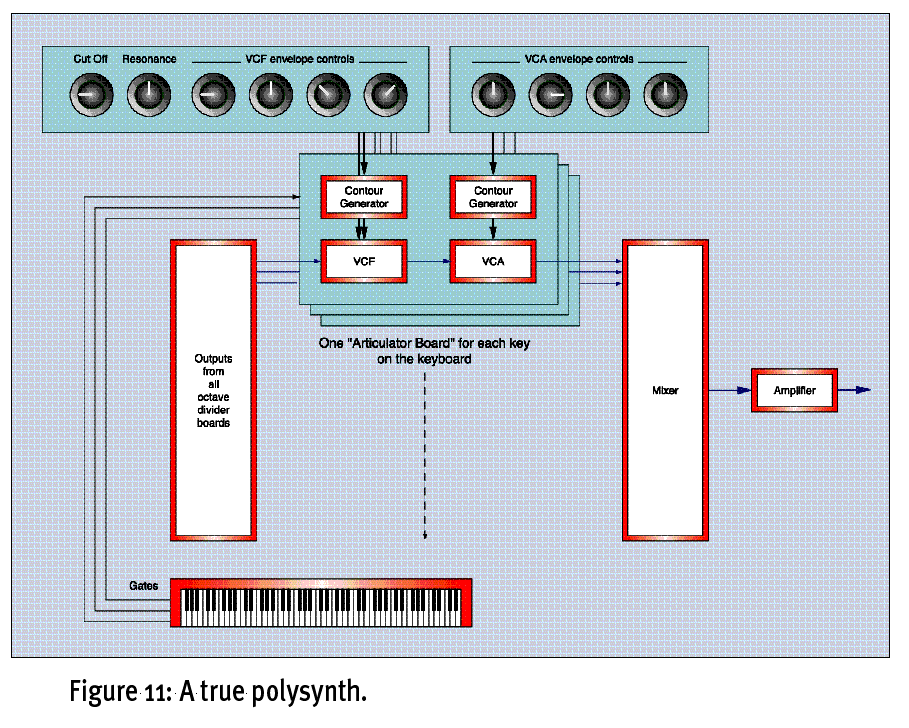 Cut Off Resonance VCF envelope controls VCA envelope controls
Contour
Generator
Contour
Generator
VCF
VCA
One "Articulator Board" for each key
on the keyboard
Outputs
from
all
octave
divider
boards
Mixer
Amplifier
Gates
Figure 11: A true polysynth.